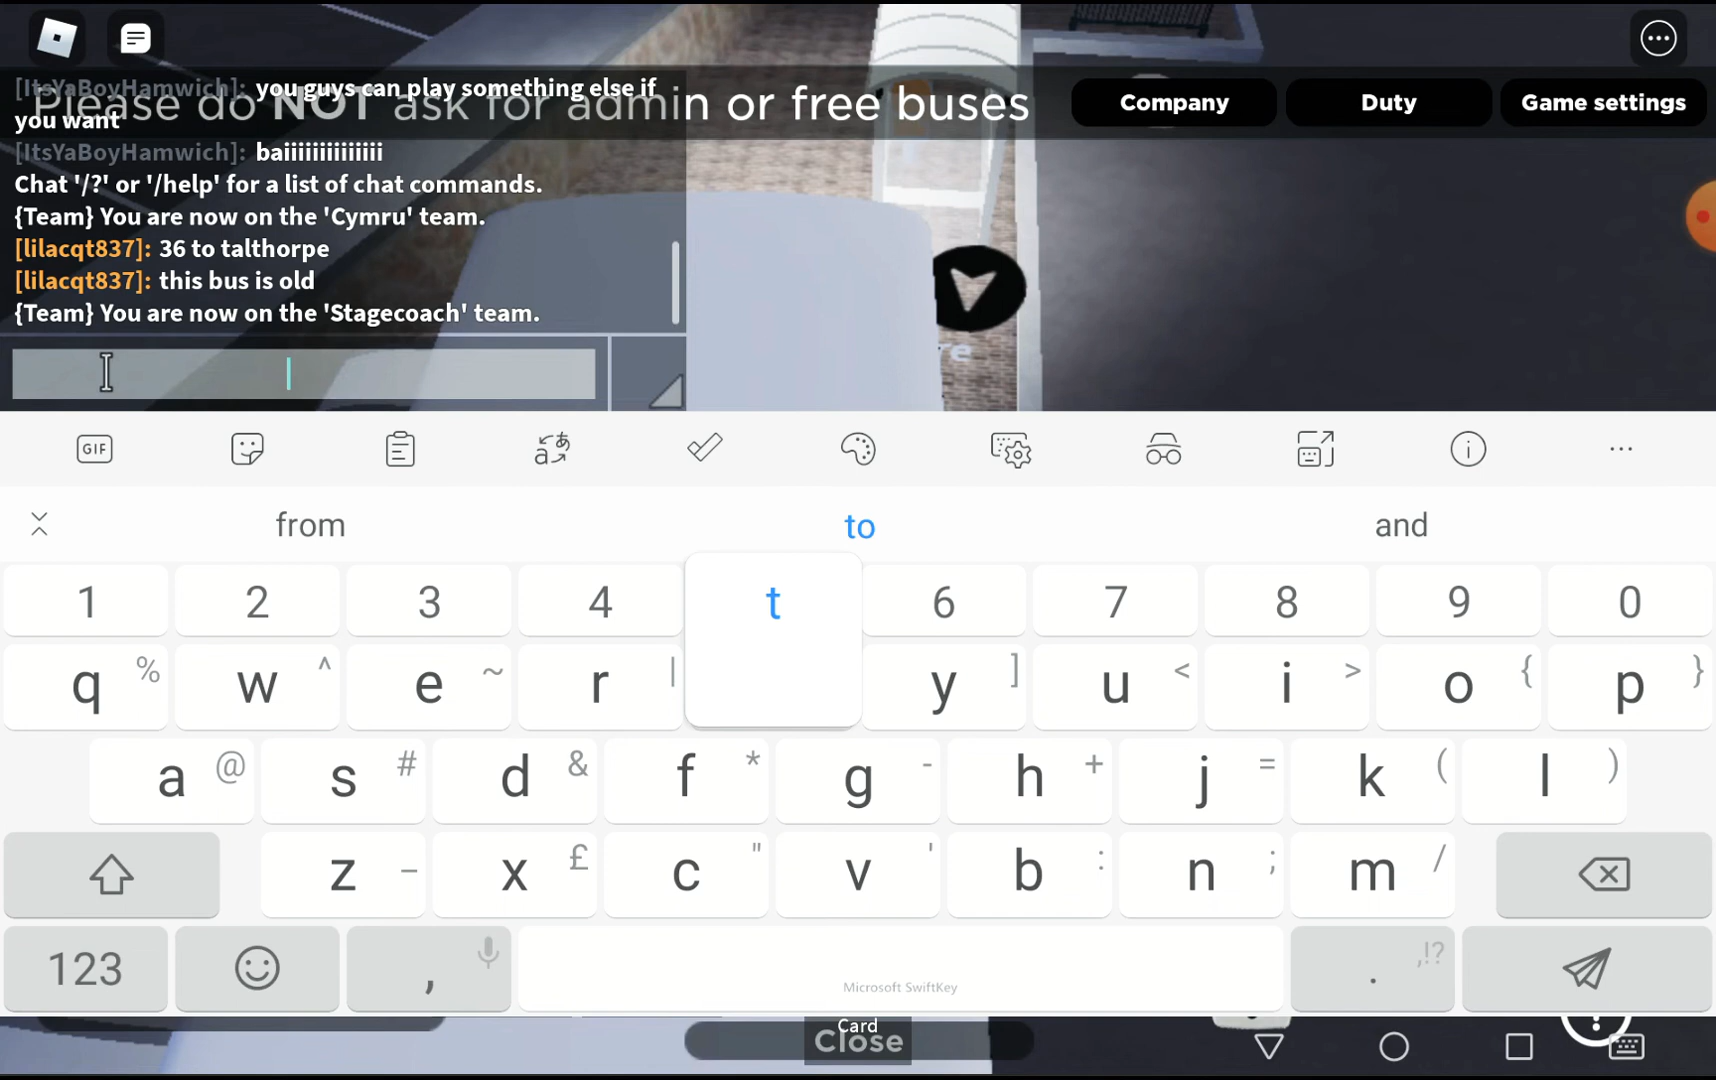 [ItsYaBoyHamwich]: you guys can play something else if
you want
Please do NOT ask for admin or free buses
Company
Duty
Game settings
[ItsYaBoyHamwich]: baiiiiiiiiiiiiii
Chat '/?' or '/help' for a list of chat commands.
{Team} You are now on the 'Cymru' team.
[lilacqt837]: 36 to talthorpe
[lilacqt837]: this bus is old
{Team} You are now on the 'Stagecoach' team.
GIF
from to and
1 2 3 4 t 6 7 8 9 0
q % w ^ e ~ r | y ] u < i > o { p }
a @ s # d & f * g - h + j = k ( l )
z _ x £ c " v ' b : n ; m /
123 , . ,!?
Microsoft SwiftKey
Card
Close